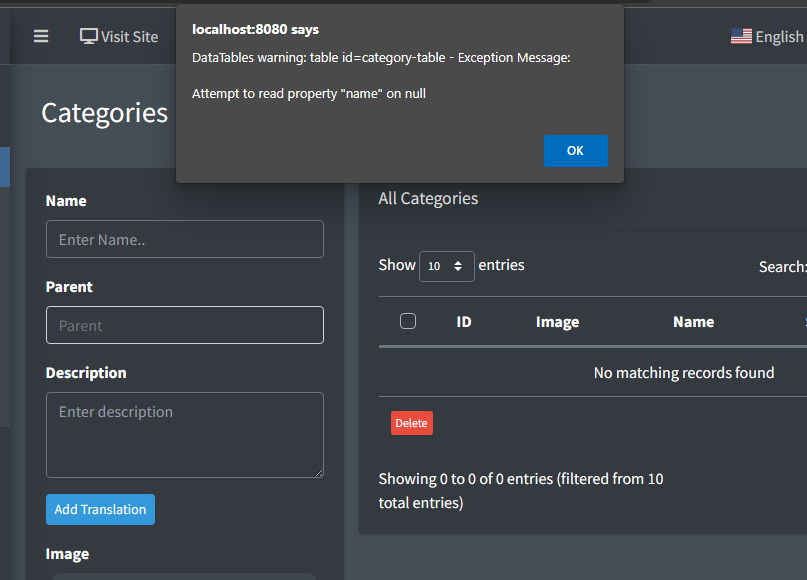 localhost:8080 says
DataTables warning: table id=category-table - Exception Message:
Attempt to read property "name" on null
OK
Visit Site
English
Categories
Name
Enter Name..
Parent
Parent
Description
Enter description
Add Translation
Image
All Categories
Show 10 entries
Search:
ID Image Name
No matching records found
Delete
Showing 0 to 0 of 0 entries (filtered from 10
total entries)